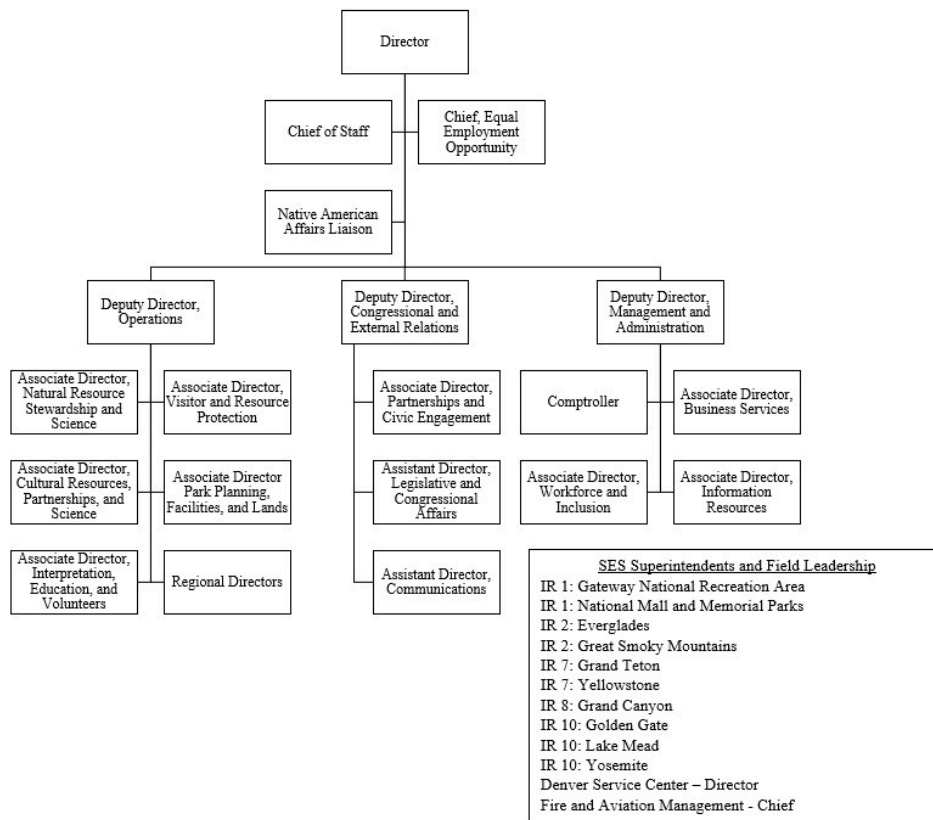 Director
Chief of Staff
Chief, Equal
Employment
Opportunity
Native American
Affairs Liaison
Deputy Director,
Operations
Deputy Director,
Congressional and
External Relations
Deputy Director,
Management and
Administration
Associate Director,
Natural Resource
Stewardship and
Science
Associate Director,
Visitor and Resource
Protection
Associate Director,
Partnerships and
Civic Engagement
Comptroller
Associate Director,
Business Services
Associate Director,
Cultural Resources,
Partnerships, and
Science
Associate Director
Park Planning,
Facilities, and Lands
Assistant Director,
Legislative and
Congressional
Affairs
Associate Director,
Workforce and
Inclusion
Associate Director,
Information
Resources
Associate Director,
Interpretation,
Education, and
Volunteers
Regional Directors
Assistant Director,
Communications
SES Superintendents and Field Leadership
IR 1: Gateway National Recreation Area
IR 1: National Mall and Memorial Parks
IR 2: Everglades
IR 2: Great Smoky Mountains
IR 7: Grand Teton
IR 7: Yellowstone
IR 8: Grand Canyon
IR 10: Golden Gate
IR 10: Lake Mead
IR 10: Yosemite
Denver Service Center – Director
Fire and Aviation Management - Chief